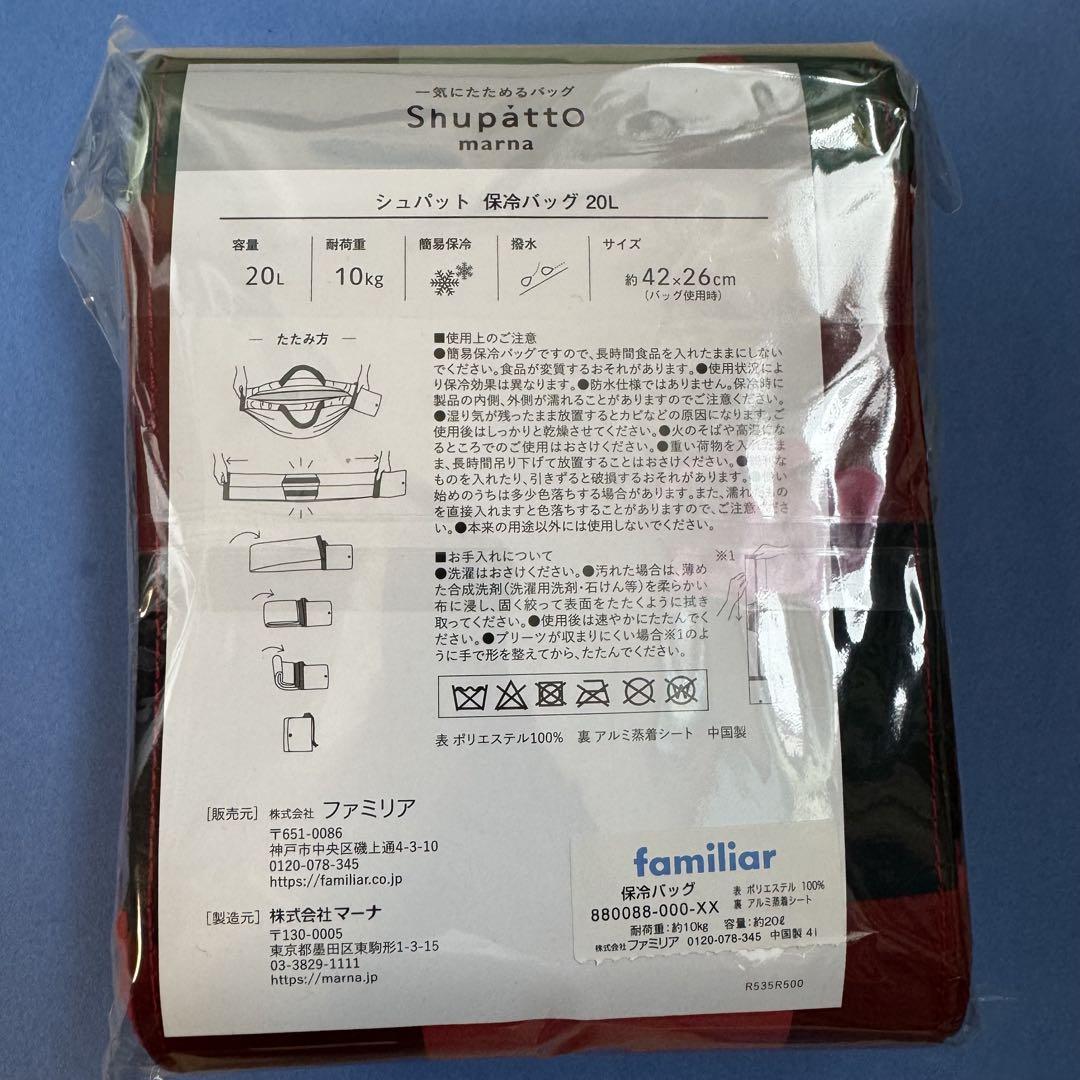 一気にたためるバッグ
Shupatto
marna
シュパット 保冷バッグ 20L
容量
20L
耐荷重
10kg
簡易保冷
撥水
サイズ
約 42×26cm
(バッグ使用時)
たたみ方
■使用上のご注意
●簡易保冷バッグですので、長時間食品を入れたままにしない
でください。食品が変質するおそれがあります。●使用状況によ
り保冷効果は異なります。●防水仕様ではありません。保冷時に
製品の内側、外側が濡れることがありますのでご注意ください。
●湿り気が残ったまま放置するとカビなどの原因になります。ご
使用後はしっかりと乾燥させてください。●火のそばや高温にな
るところでのご使用はおさけください。●重い荷物を入れたま
ま、長時間吊り下げて放置することはおさけください。●
ものを入れたり、引きずると破損するおそれがあります。●
始めのうちは多少色落ちする場合があります。また、濡れ
を直接入れますと色落ちすることがありますので、ご注意くださ
い。●本来の用途以外には使用しないでください。
■お手入れについて
●洗濯はおさけください。●汚れた場合は、薄め
た合成洗剤(洗濯用洗剤・石けん等)を柔らかい
布に浸し、固く絞って表面をたたくように拭き
取ってください。●使用後は速やかにたたんでく
ださい。●プリーツが収まりにくい場合※1のよ
うに手で形を整えてから、たたんでください。
※1
表 ポリエステル100% 裏 アルミ蒸着シート 中国製
[販売元] 株式会社 ファミリア
〒651-0086
神戸市中央区磯上通4-3-10
0120-078-345
https://familiar.co.jp
[製造元] 株式会社マーナ
〒130-0005
東京都墨田区東駒形1-3-15
03-3829-1111
https://marna.jp
familiar
保冷バッグ
880088-000-XX
表 ポリエステル 100%
裏 アルミ蒸着シート
耐荷重:約10kg 容量:約20ℓ
株式会社ファミリア 0120-078-345 中国製 4i
R535R500